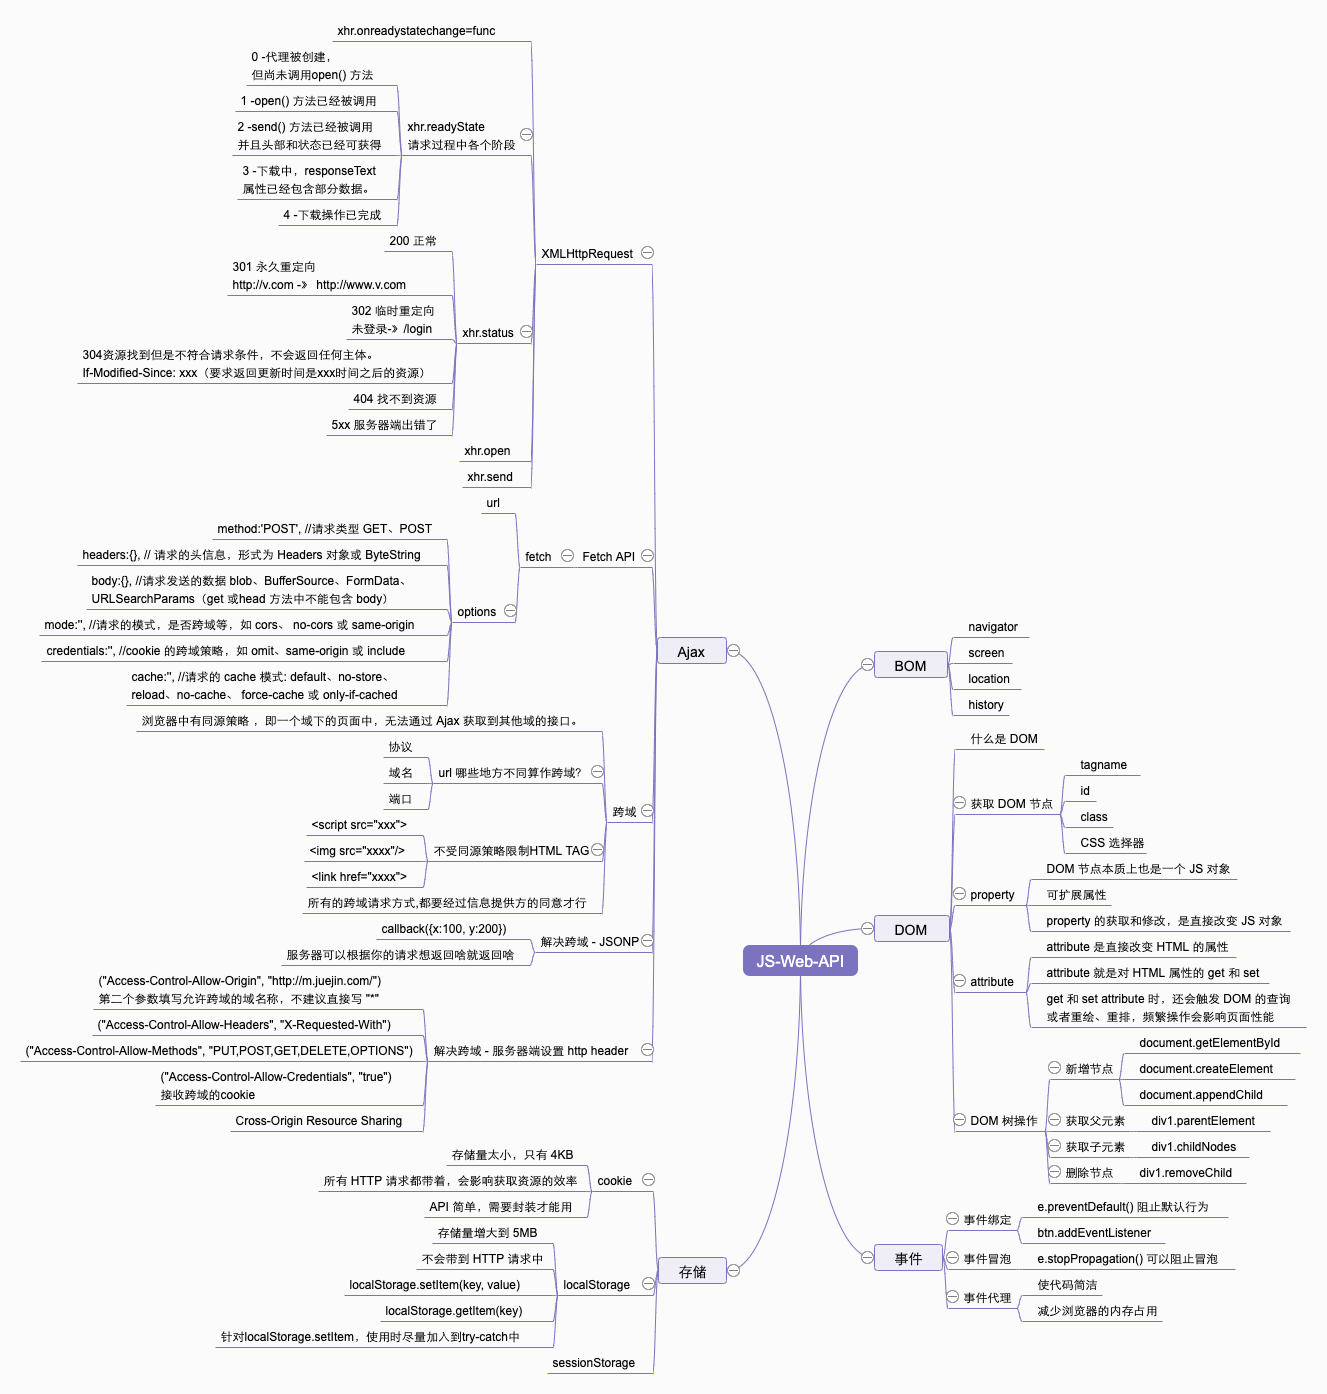 JS-Web-API
Ajax
XMLHttpRequest
xhr.onreadystatechange=func
xhr.readyState
请求过程中各个阶段
0 -代理被创建，
但尚未调用open() 方法
1 -open() 方法已经被调用
2 -send() 方法已经被调用
并且头部和状态已经可获得
3 -下载中，responseText
属性已经包含部分数据。
4 -下载操作已完成
xhr.status
200 正常
301 永久重定向
http://v.com -》 http://www.v.com
302 临时重定向
未登录-》/login
304资源找到但是不符合请求条件，不会返回任何主体。
If-Modified-Since: xxx（要求返回更新时间是xxx时间之后的资源）
404 找不到资源
5xx 服务器端出错了
xhr.open
xhr.send
Fetch API
fetch
url
options
method:'POST', //请求类型 GET、POST
headers:{}, // 请求的头信息，形式为 Headers 对象或 ByteString
body:{}, //请求发送的数据 blob、BufferSource、FormData、
URLSearchParams（get 或head 方法中不能包含 body）
mode:'', //请求的模式，是否跨域等，如 cors、 no-cors 或 same-origin
credentials:'', //cookie 的跨域策略，如 omit、same-origin 或 include
cache:'', //请求的 cache 模式: default、no-store、
reload、no-cache、 force-cache 或 only-if-cached
跨域
浏览器中有同源策略 ，即一个域下的页面中，无法通过 Ajax 获取到其他域的接口。
url 哪些地方不同算作跨域?
协议
域名
端口
不受同源策略限制HTML TAG
<script src="xxx">
<img src="xxxx"/>
<link href="xxxx">
所有的跨域请求方式,都要经过信息提供方的同意才行
解决跨域 - JSONP
callback({x:100, y:200})
服务器可以根据你的请求想返回啥就返回啥
解决跨域 - 服务器端设置 http header
("Access-Control-Allow-Origin", "http://m.juejin.com/")
第二个参数填写允许跨域的域名称，不建议直接写 "*"
("Access-Control-Allow-Headers", "X-Requested-With")
("Access-Control-Allow-Methods", "PUT,POST,GET,DELETE,OPTIONS")
("Access-Control-Allow-Credentials", "true")
接收跨域的cookie
Cross-Origin Resource Sharing
存储
cookie
存储量太小，只有 4KB
所有 HTTP 请求都带着，会影响获取资源的效率
API 简单，需要封装才能用
localStorage
存储量增大到 5MB
不会带到 HTTP 请求中
localStorage.setItem(key, value)
localStorage.getItem(key)
针对localStorage.setItem，使用时尽量加入到try-catch中
sessionStorage
BOM
navigator
screen
location
history
DOM
什么是 DOM
获取 DOM 节点
tagname
id
class
CSS 选择器
property
DOM 节点本质上也是一个 JS 对象
可扩展属性
property 的获取和修改，是直接改变 JS 对象
attribute
attribute 是直接改变 HTML 的属性
attribute 就是对 HTML 属性的 get 和 set
get 和 set attribute 时，还会触发 DOM 的查询
或者重绘、重排，频繁操作会影响页面性能
DOM 树操作
新增节点
document.getElementById
document.createElement
document.appendChild
获取父元素
div1.parentElement
获取子元素
div1.childNodes
删除节点
div1.removeChild
事件
事件绑定
e.preventDefault() 阻止默认行为
btn.addEventListener
事件冒泡
e.stopPropagation() 可以阻止冒泡
事件代理
使代码简洁
减少浏览器的内存占用